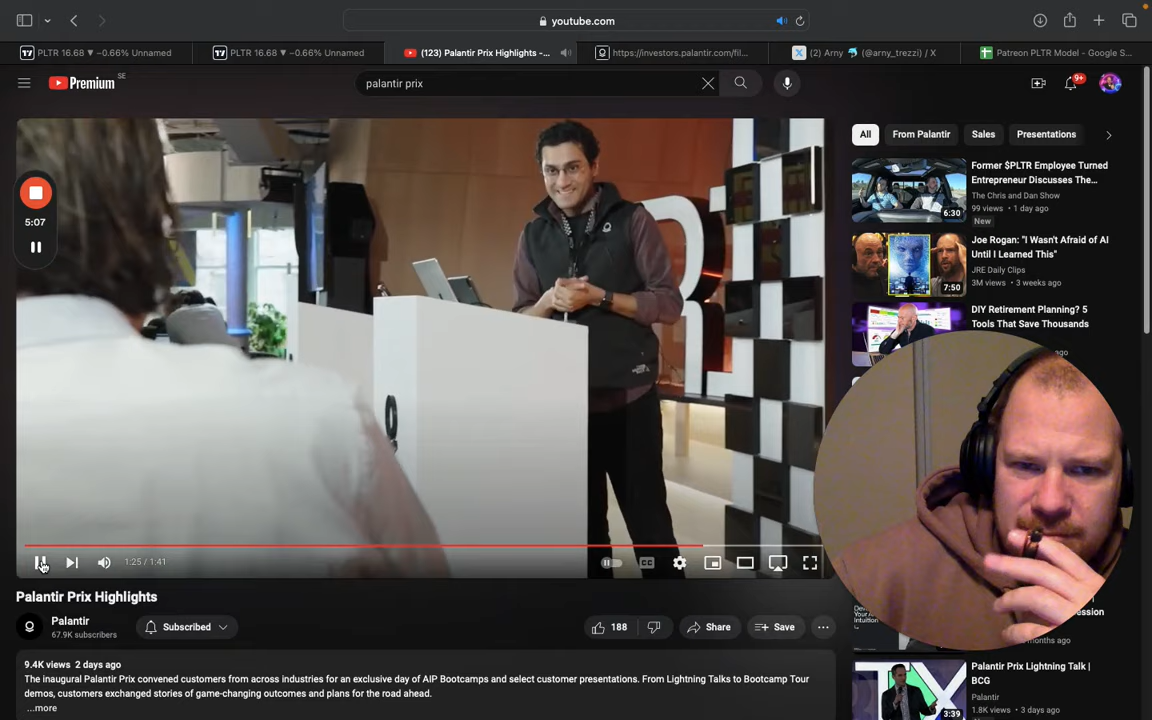 youtube.com
PLTR 16.68 ▼ −0.66% Unnamed
PLTR 16.68 ▼ −0.66% Unnamed
(123) Palantir Prix Highlights -...
https://investors.palantir.com/fil...
(2) Arny 🐬 (@arny_trezzi) / X
Patreon PLTR Model - Google S...
Premium SE
palantir prix
9+
5:07
1:25 / 1:41
All
From Palantir
Sales
Presentations
Former $PLTR Employee Turned
Entrepreneur Discusses The...
The Chris and Dan Show
99 views • 1 day ago
New
6:30
Joe Rogan: "I Wasn't Afraid of AI
Until I Learned This"
JRE Daily Clips
3M views • 3 weeks ago
7:50
DIY Retirement Planning? 5
Tools That Save Thousands
ago
Palantir Prix Highlights
Palantir
67.9K subscribers
Subscribed
188
Share
Save
9.4K views 2 days ago
The inaugural Palantir Prix convened customers from across industries for an exclusive day of AIP Bootcamps and select customer presentations. From Lightning Talks to Bootcamp Tour
demos, customers exchanged stories of game-changing outcomes and plans for the road ahead.
...more
Intuition
months ago
Palantir Prix Lightning Talk |
BCG
Palantir
1.8K views • 3 days ago
3:39